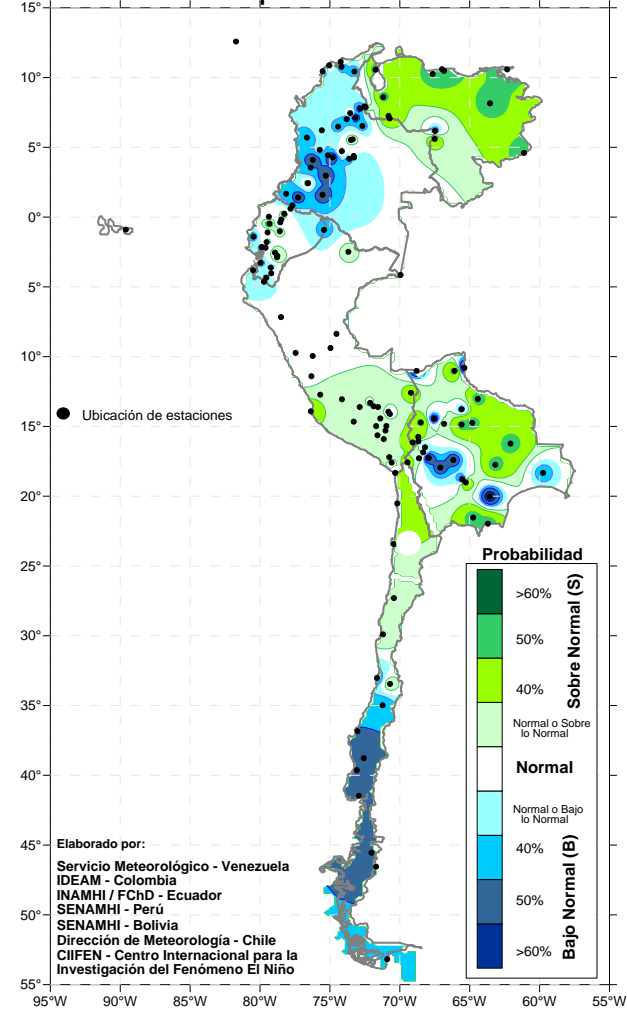 15°
10°
5°
0°
5°
10°
15°
20°
25°
30°
35°
40°
45°
50°
55°
95°W 90°W 85°W 80°W 75°W 70°W 65°W 60°W 55°W
Ubicación de estaciones
Probabilidad
>60%
50%
40%
Sobre Normal (S)
Normal o Sobre
lo Normal
Normal
Normal o Bajo
lo Normal
40%
50%
>60%
Bajo Normal (B)
Elaborado por:
Servicio Meteorológico - Venezuela
IDEAM - Colombia
INAMHI / FChD - Ecuador
SENAMHI - Perú
SENAMHI - Bolivia
Dirección de Meteorología - Chile
CIIFEN - Centro Internacional para la
Investigación del Fenómeno El Niño